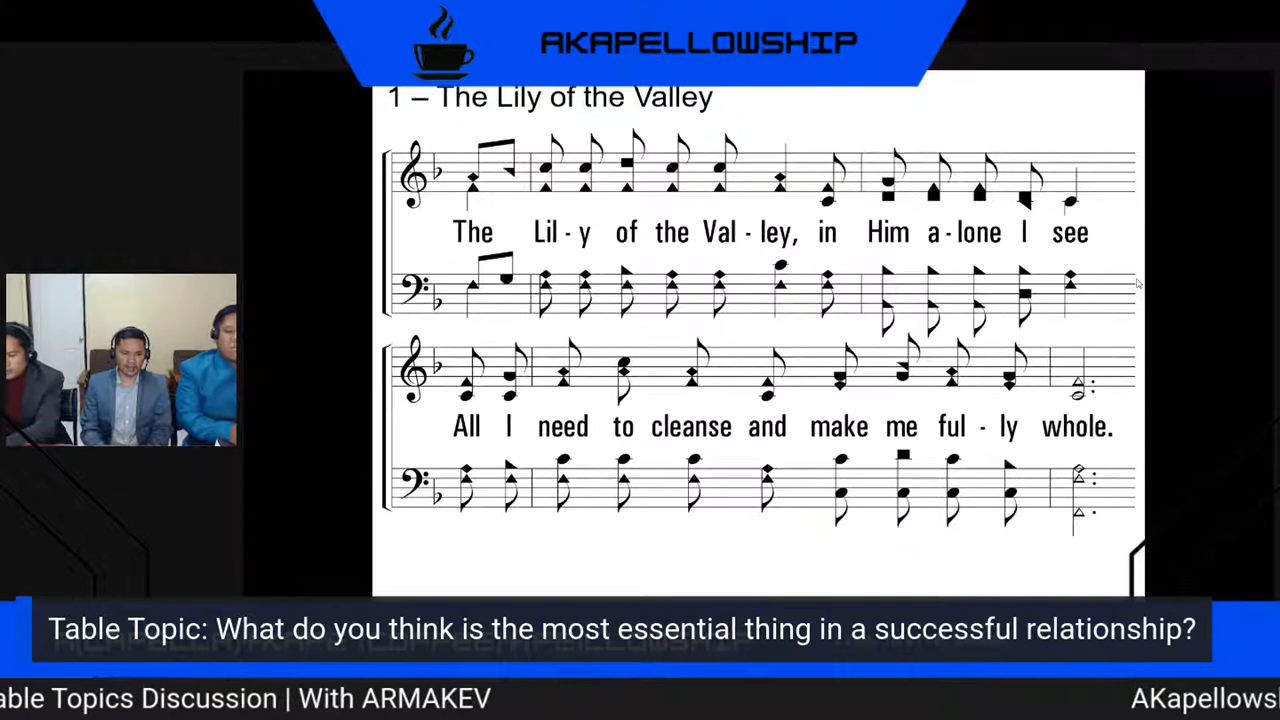 AKAPELLOWSHIP
1 – The Lily of the Valley
The Lil - y of the Val - ley, in Him a - lone I see
All I need to cleanse and make me ful - ly whole.
Table Topic: What do you think is the most essential thing in a successful relationship?
able Topics Discussion | With ARMAKEV
AKapellowsh